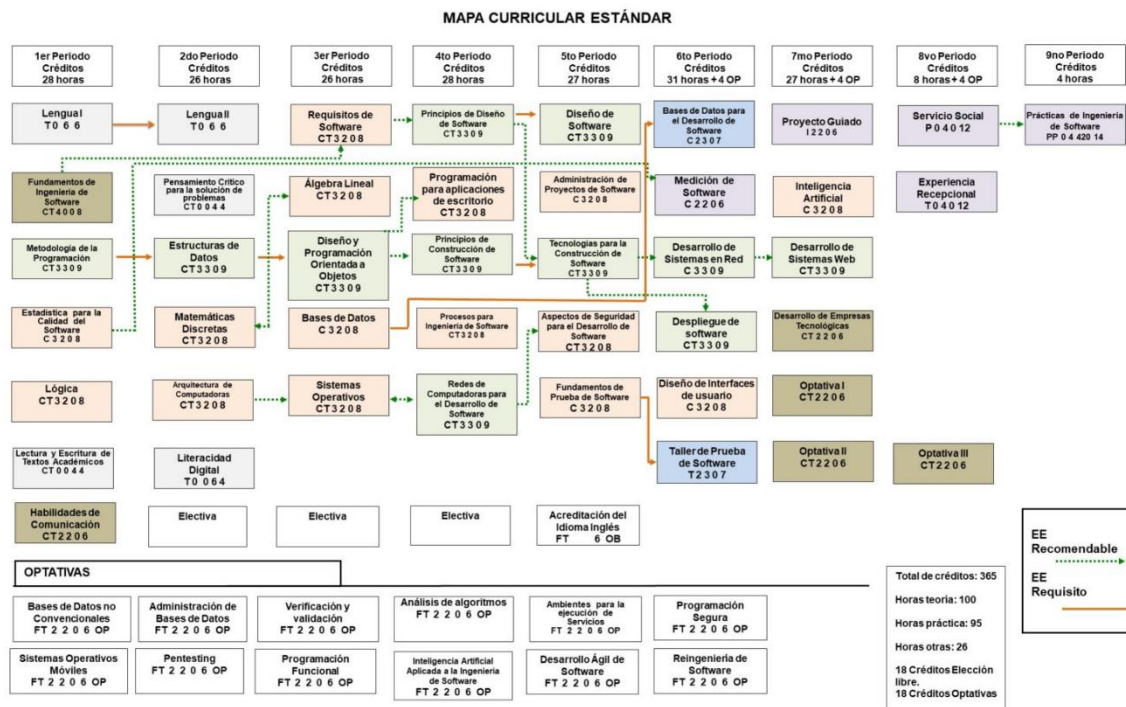 MAPA CURRICULAR ESTÁNDAR
1er Periodo
Créditos
28 horas
2do Periodo
Créditos
26 horas
3er Periodo
Créditos
26 horas
4to Periodo
Créditos
28 horas
5to Periodo
Créditos
27 horas
6to Periodo
Créditos
31 horas + 4 OP
7mo Periodo
Créditos
27 horas + 4 OP
8vo Periodo
Créditos
8 horas + 4 OP
9no Periodo
Créditos
4 horas
Lengua I
T 0 6 6
Lengua II
T 0 6 6
Requisitos de
Software
CT 3 2 0 8
Principios de Diseño
de Software
CT 3 3 0 9
Diseño de
Software
CT 3 3 0 9
Bases de Datos para
el Desarrollo de
Software
C 2 3 0 7
Proyecto Guiado
I 2 2 0 6
Servicio Social
P 0 4 0 12
Prácticas de Ingeniería
de Software
PP 0 4 420 14
Fundamentos de
Ingeniería de
Software
CT 4 0 0 8
Pensamiento Crítico
para la solución de
problemas
CT 0 0 4 4
Álgebra Lineal
CT 3 2 0 8
Programación
para aplicaciones
de escritorio
CT 3 2 0 8
Administración de
Proyectos de Software
C 3 2 0 8
Medición de
Software
C 2 2 0 6
Inteligencia
Artificial
C 3 2 0 8
Experiencia
Recepcional
T 0 4 0 12
Metodología de la
Programación
CT 3 3 0 9
Estructuras de
Datos
CT 3 3 0 9
Diseño y
Programación
Orientada a
Objetos
CT 3 3 0 9
Principios de
Construcción de
Software
CT 3 3 0 9
Tecnologías para la
Construcción de
Software
CT 3 3 0 9
Desarrollo de
Sistemas en Red
C 3 3 0 9
Desarrollo de
Sistemas Web
CT 3 3 0 9
Estadística para la
Calidad del
Software
C 3 2 0 8
Matemáticas
Discretas
CT 3 2 0 8
Bases de Datos
C 3 2 0 8
Procesos para
Ingeniería de Software
CT 3 2 0 8
Aspectos de Seguridad
para el Desarrollo de
Software
CT 3 2 0 8
Despliegue de
software
CT 3 3 0 9
Desarrollo de Empresas
Tecnológicas
CT 2 2 0 6
Lógica
CT 3 2 0 8
Arquitectura de
Computadoras
CT 3 2 0 8
Sistemas
Operativos
CT 3 2 0 8
Redes de
Computadoras para
el Desarrollo de
Software
CT 3 3 0 9
Fundamentos de
Prueba de Software
C 3 2 0 8
Diseño de Interfaces
de usuario
C 3 2 0 8
Optativa I
CT 2 2 0 6
Lectura y Escritura de
Textos Académicos
CT 0 0 4 4
Literacidad
Digital
T 0 0 6 4
Taller de Prueba
de Software
T 2 3 0 7
Optativa II
CT 2 2 0 6
Optativa III
CT 2 2 0 6
Habilidades de
Comunicación
CT 2 2 0 6
Electiva
Electiva
Electiva
Acreditación del
Idioma Inglés
FT 6 OB
EE
Recomendable
EE
Requisito
OPTATIVAS
Bases de Datos no
Convencionales
FT 2 2 0 6 OP
Administración de
Bases de Datos
FT 2 2 0 6 OP
Verificación y
validación
FT 2 2 0 6 OP
Análisis de algoritmos
FT 2 2 0 6 OP
Ambientes para la
ejecución de
Servicios
FT 2 2 0 6 OP
Programación
Segura
FT 2 2 0 6 OP
Sistemas Operativos
Móviles
FT 2 2 0 6 OP
Pentesting
FT 2 2 0 6 OP
Programación
Funcional
FT 2 2 0 6 OP
Inteligencia Artificial
Aplicada a la Ingeniería
de Software
FT 2 2 0 6 OP
Desarrollo Ágil de
Software
FT 2 2 0 6 OP
Reingeniería de
Software
FT 2 2 0 6 OP
Total de créditos: 365
Horas teoria: 100
Horas práctica: 95
Horas otras: 26
18 Créditos Elección
libre.
18 Créditos Optativas